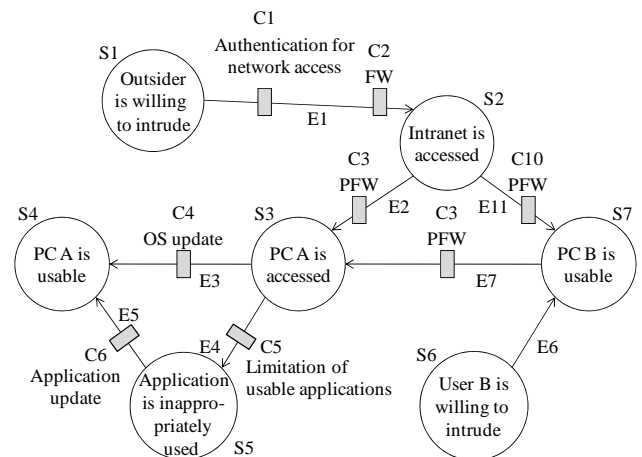 C1
Authentication for
network access
C2
FW
S1
Outsider
is willing
to intrude
E1
S2
Intranet is
accessed
C3
PFW
E2
C10
PFW
E11
S4
PC A is
usable
C4
OS update
E3
S3
PC A is
accessed
C3
PFW
E7
S7
PC B is
usable
E5
C6
Application
update
E4
C5
Limitation of
usable applications
Application
is inappro-
priately
used
S5
S6
User B is
willing to
intrude
E6